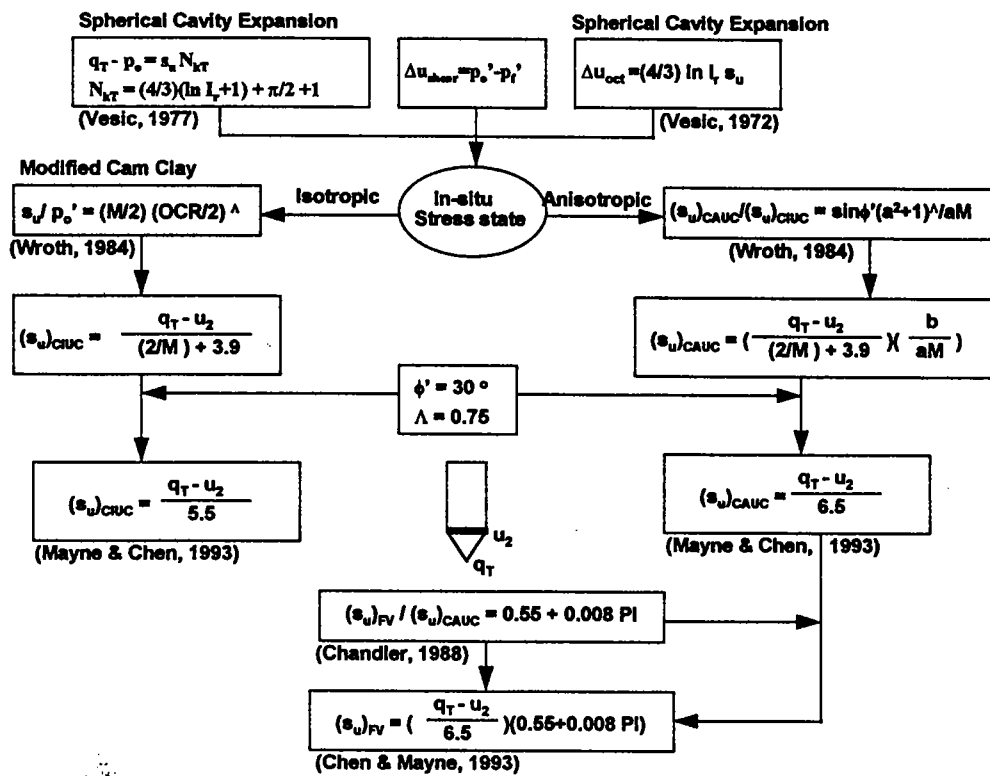 Spherical Cavity Expansion
Spherical Cavity Expansion
q_T - p_o = s_u N_kT
N_kT = (4/3)(ln I_r+1) + π/2 +1
(Vesic, 1977)
Δu_shear=p_o'-p_f'
Δu_oct=(4/3) ln I_r s_u
(Vesic, 1972)
Modified Cam Clay
s_u/ p_o' = (M/2) (OCR/2) ^
(Wroth, 1984)
Isotropic
In-situ
Stress state
Anisotropic
(s_u)_CAUC/(s_u)_CIUC = sinϕ'(a²+1)^/aM
(Wroth, 1984)
(s_u)_CIUC = q_T - u_2 / (2/M ) + 3.9
(s_u)_CAUC = ( q_T - u_2 / (2/M ) + 3.9 )( b / aM )
ϕ' = 30 °
Λ = 0.75
(s_u)_CIUC = q_T - u_2 / 5.5
(Mayne & Chen, 1993)
(s_u)_CAUC = q_T - u_2 / 6.5
(Mayne & Chen, 1993)
u_2
q_T
(s_u)_FV / (s_u)_CAUC = 0.55 + 0.008 PI
(Chandler, 1988)
(s_u)_FV = ( q_T - u_2 / 6.5 )(0.55+0.008 PI)
(Chen & Mayne, 1993)